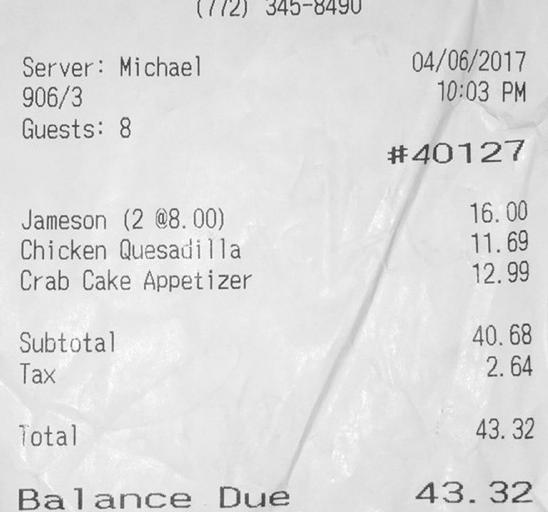 (772) 345-8490
Server: Michael 04/06/2017
906/3 10:03 PM
Guests: 8
#40127
Jameson (2 @8.00) 16.00
Chicken Quesadilla 11.69
Crab Cake Appetizer 12.99
Subtotal 40.68
Tax 2.64
Total 43.32
Balance Due 43.32